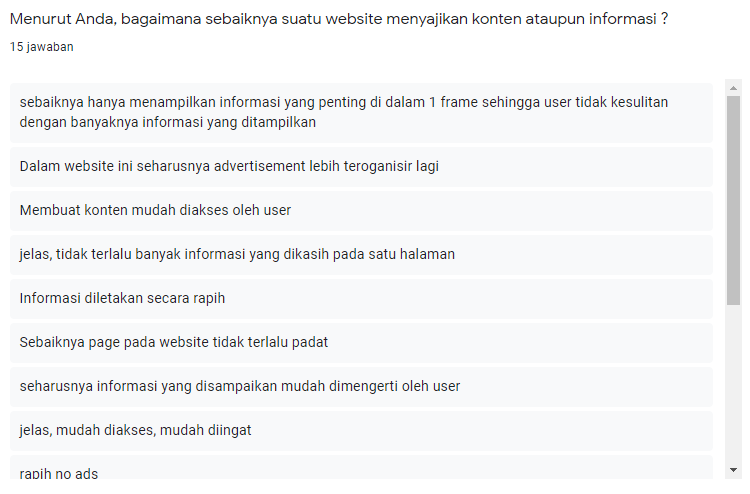 Menurut Anda, bagaimana sebaiknya suatu website menyajikan konten ataupun informasi ?
15 jawaban
sebaiknya hanya menampilkan informasi yang penting di dalam 1 frame sehingga user tidak kesulitan
dengan banyaknya informasi yang ditampilkan
Dalam website ini seharusnya advertisement lebih teroganisir lagi
Membuat konten mudah diakses oleh user
jelas, tidak terlalu banyak informasi yang dikasih pada satu halaman
Informasi diletakan secara rapih
Sebaiknya page pada website tidak terlalu padat
seharusnya informasi yang disampaikan mudah dimengerti oleh user
jelas, mudah diakses, mudah diingat
rapih no ads